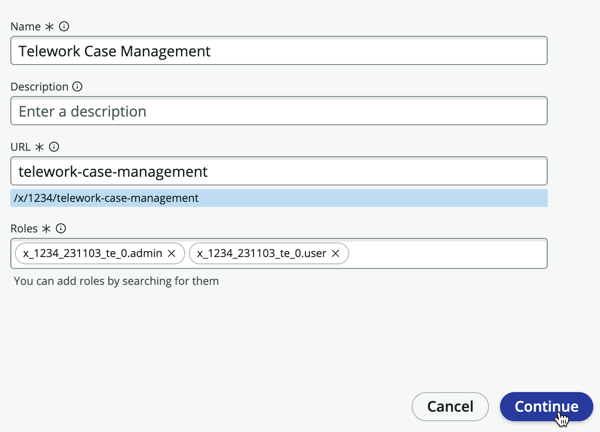 Name *
Telework Case Management
Description
Enter a description
URL *
telework-case-management
/x/1234/telework-case-management
Roles *
x_1234_231103_te_0.admin x_1234_231103_te_0.user
You can add roles by searching for them
Cancel Continue